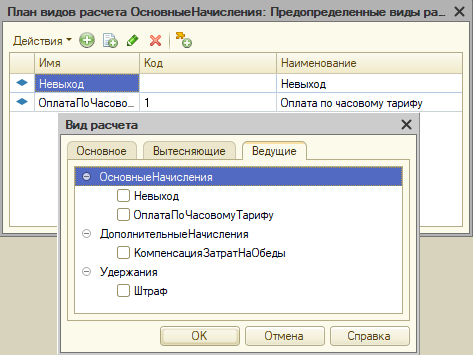 План видов расчета ОсновныеНачисления: Предопределенные виды ра...
Действия
Имя Код Наименование
Невыход Невыход
ОплатаПоЧасово... 1 Оплата по часовому тарифу
Вид расчета
Основное Вытесняющие Ведущие
ОсновныеНачисления
Невыход
ОплатаПоЧасовомуТарифу
ДополнительныеНачисления
КомпенсацияЗатратНаОбеды
Удержания
Штраф
OK Отмена Справка